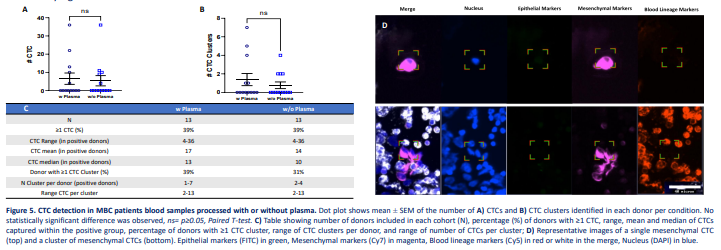 A
ns
# CTC
40
30
20
10
0
w Plasma
w/o Plasma
B
ns
# CTC Clusters
8
6
4
2
0
w Plasma
w/o Plasma
C w Plasma w/o Plasma
N 13 13
≥1 CTC (%) 39% 39%
CTC Range (in positive donors) 4-36 4-36
CTC mean (in positive donors) 17 14
CTC median (in positive donors) 13 10
Donor with ≥1 CTC Cluster (%) 39% 31%
N Cluster per donor (positive donors) 1-7 2-4
Range CTC per cluster 2-13 2-13
Merge Nucleus Epithelial Markers Mesenchymal Markers Blood Lineage Markers
D
Figure 5. CTC detection in MBC patients blood samples processed with or without plasma. Dot plot shows mean ± SEM of the number of A) CTCs and B) CTC clusters identified in each donor per condition. No
statistically significant difference was observed, ns= p≥0.05, Paired T-test. C) Table showing number of donors included in each cohort (N), percentage (%) of donors with ≥1 CTC, range, mean and median of CTCs
captured within the positive group, percentage of donors with ≥1 CTC cluster, range of CTC clusters per donor, and range of number of CTCs per cluster; D) Representative images of a single mesenchymal CTC
(top) and a cluster of mesenchymal CTCs (bottom). Epithelial markers (FITC) in green, Mesenchymal markers (Cy7) in magenta, Blood lineage markers (Cy5) in red or white in the merge, Nucleus (DAPI) in blue.